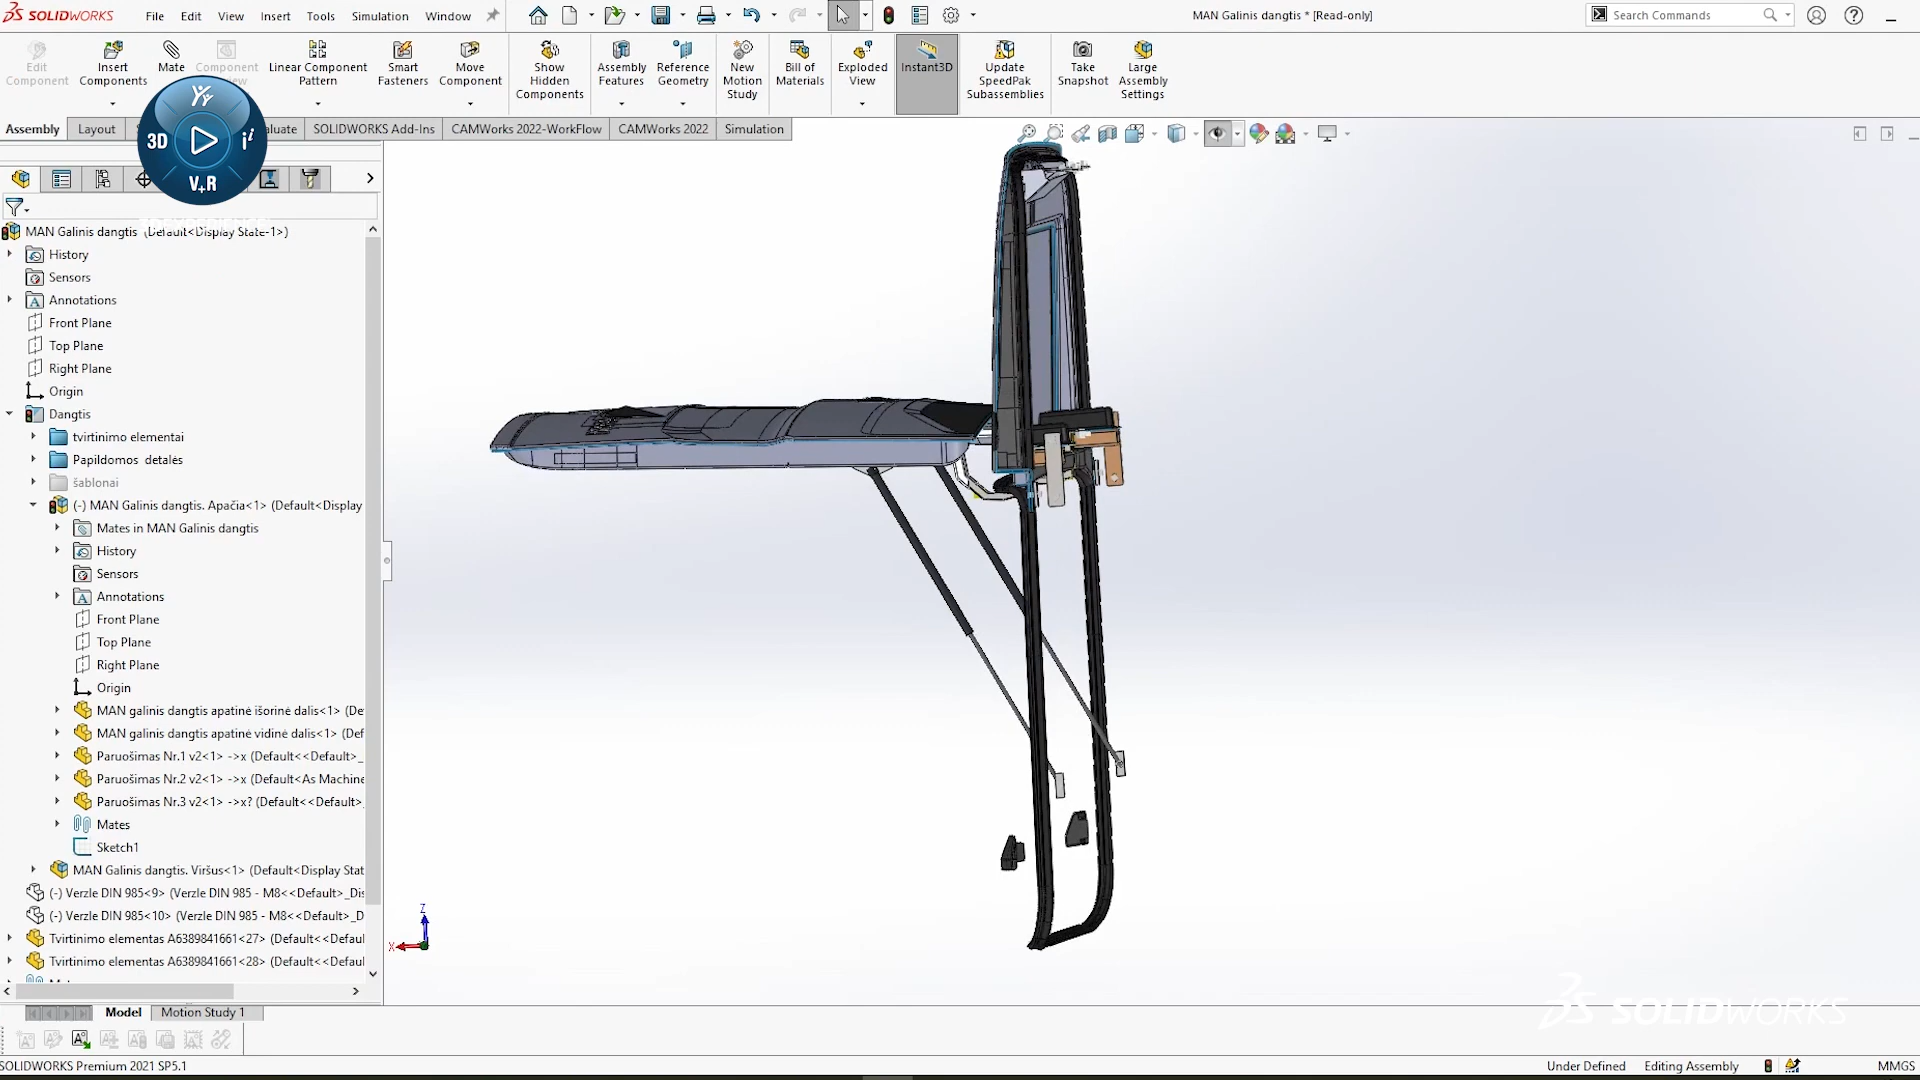 SOLIDWORKS
File Edit View Insert Tools Simulation Window
MAN Galinis dangtis * [Read-only]
Search Commands
Edit Component
Insert Components
Mate
Component
Linear Component Pattern
Smart Fasteners
Move Component
Show Hidden Components
Assembly Features
Reference Geometry
New Motion Study
Bill of Materials
Exploded View
Instant3D
Update SpeedPak Subassemblies
Take Snapshot
Large Assembly Settings
3D
V+R
Assembly Layout SOLIDWORKS Add-Ins CAMWorks 2022-WorkFlow CAMWorks 2022 Simulation
MAN Galinis dangtis (Default<Display State-1>)
History
Sensors
Annotations
Front Plane
Top Plane
Right Plane
Origin
Dangtis
tvirtinimo elementai
Papildomos detalės
šablonai
(-) MAN Galinis dangtis. Apačia<1> (Default<Display
Mates in MAN Galinis dangtis
History
Sensors
Annotations
Front Plane
Top Plane
Right Plane
Origin
MAN galinis dangtis apatinė išorinė dalis<1> (De
MAN galinis dangtis apatinė vidinė dalis<1> (Def
Paruošimas Nr.1 v2<1> ->x (Default<<Default>_
Paruošimas Nr.2 v2<1> ->x (Default<As Machine
Paruošimas Nr.3 v2<1> ->x? (Default<<Default>_
Mates
Sketch1
MAN Galinis dangtis. Viršus<1> (Default<Display Stat
(-) Verzle DIN 985<9> (Verzle DIN 985 - M8<<Default>_Dis
(-) Verzle DIN 985<10> (Verzle DIN 985 - M8<<Default>_D
Tvirtinimo elementas A6389841661<27> (Default<<Defaul
Tvirtinimo elementas A6389841661<28> (Default<<Defaul
Z
X
SOLIDWORKS
Model Motion Study 1
SOLIDWORKS Premium 2021 SP5.1
Under Defined Editing Assembly MMGS